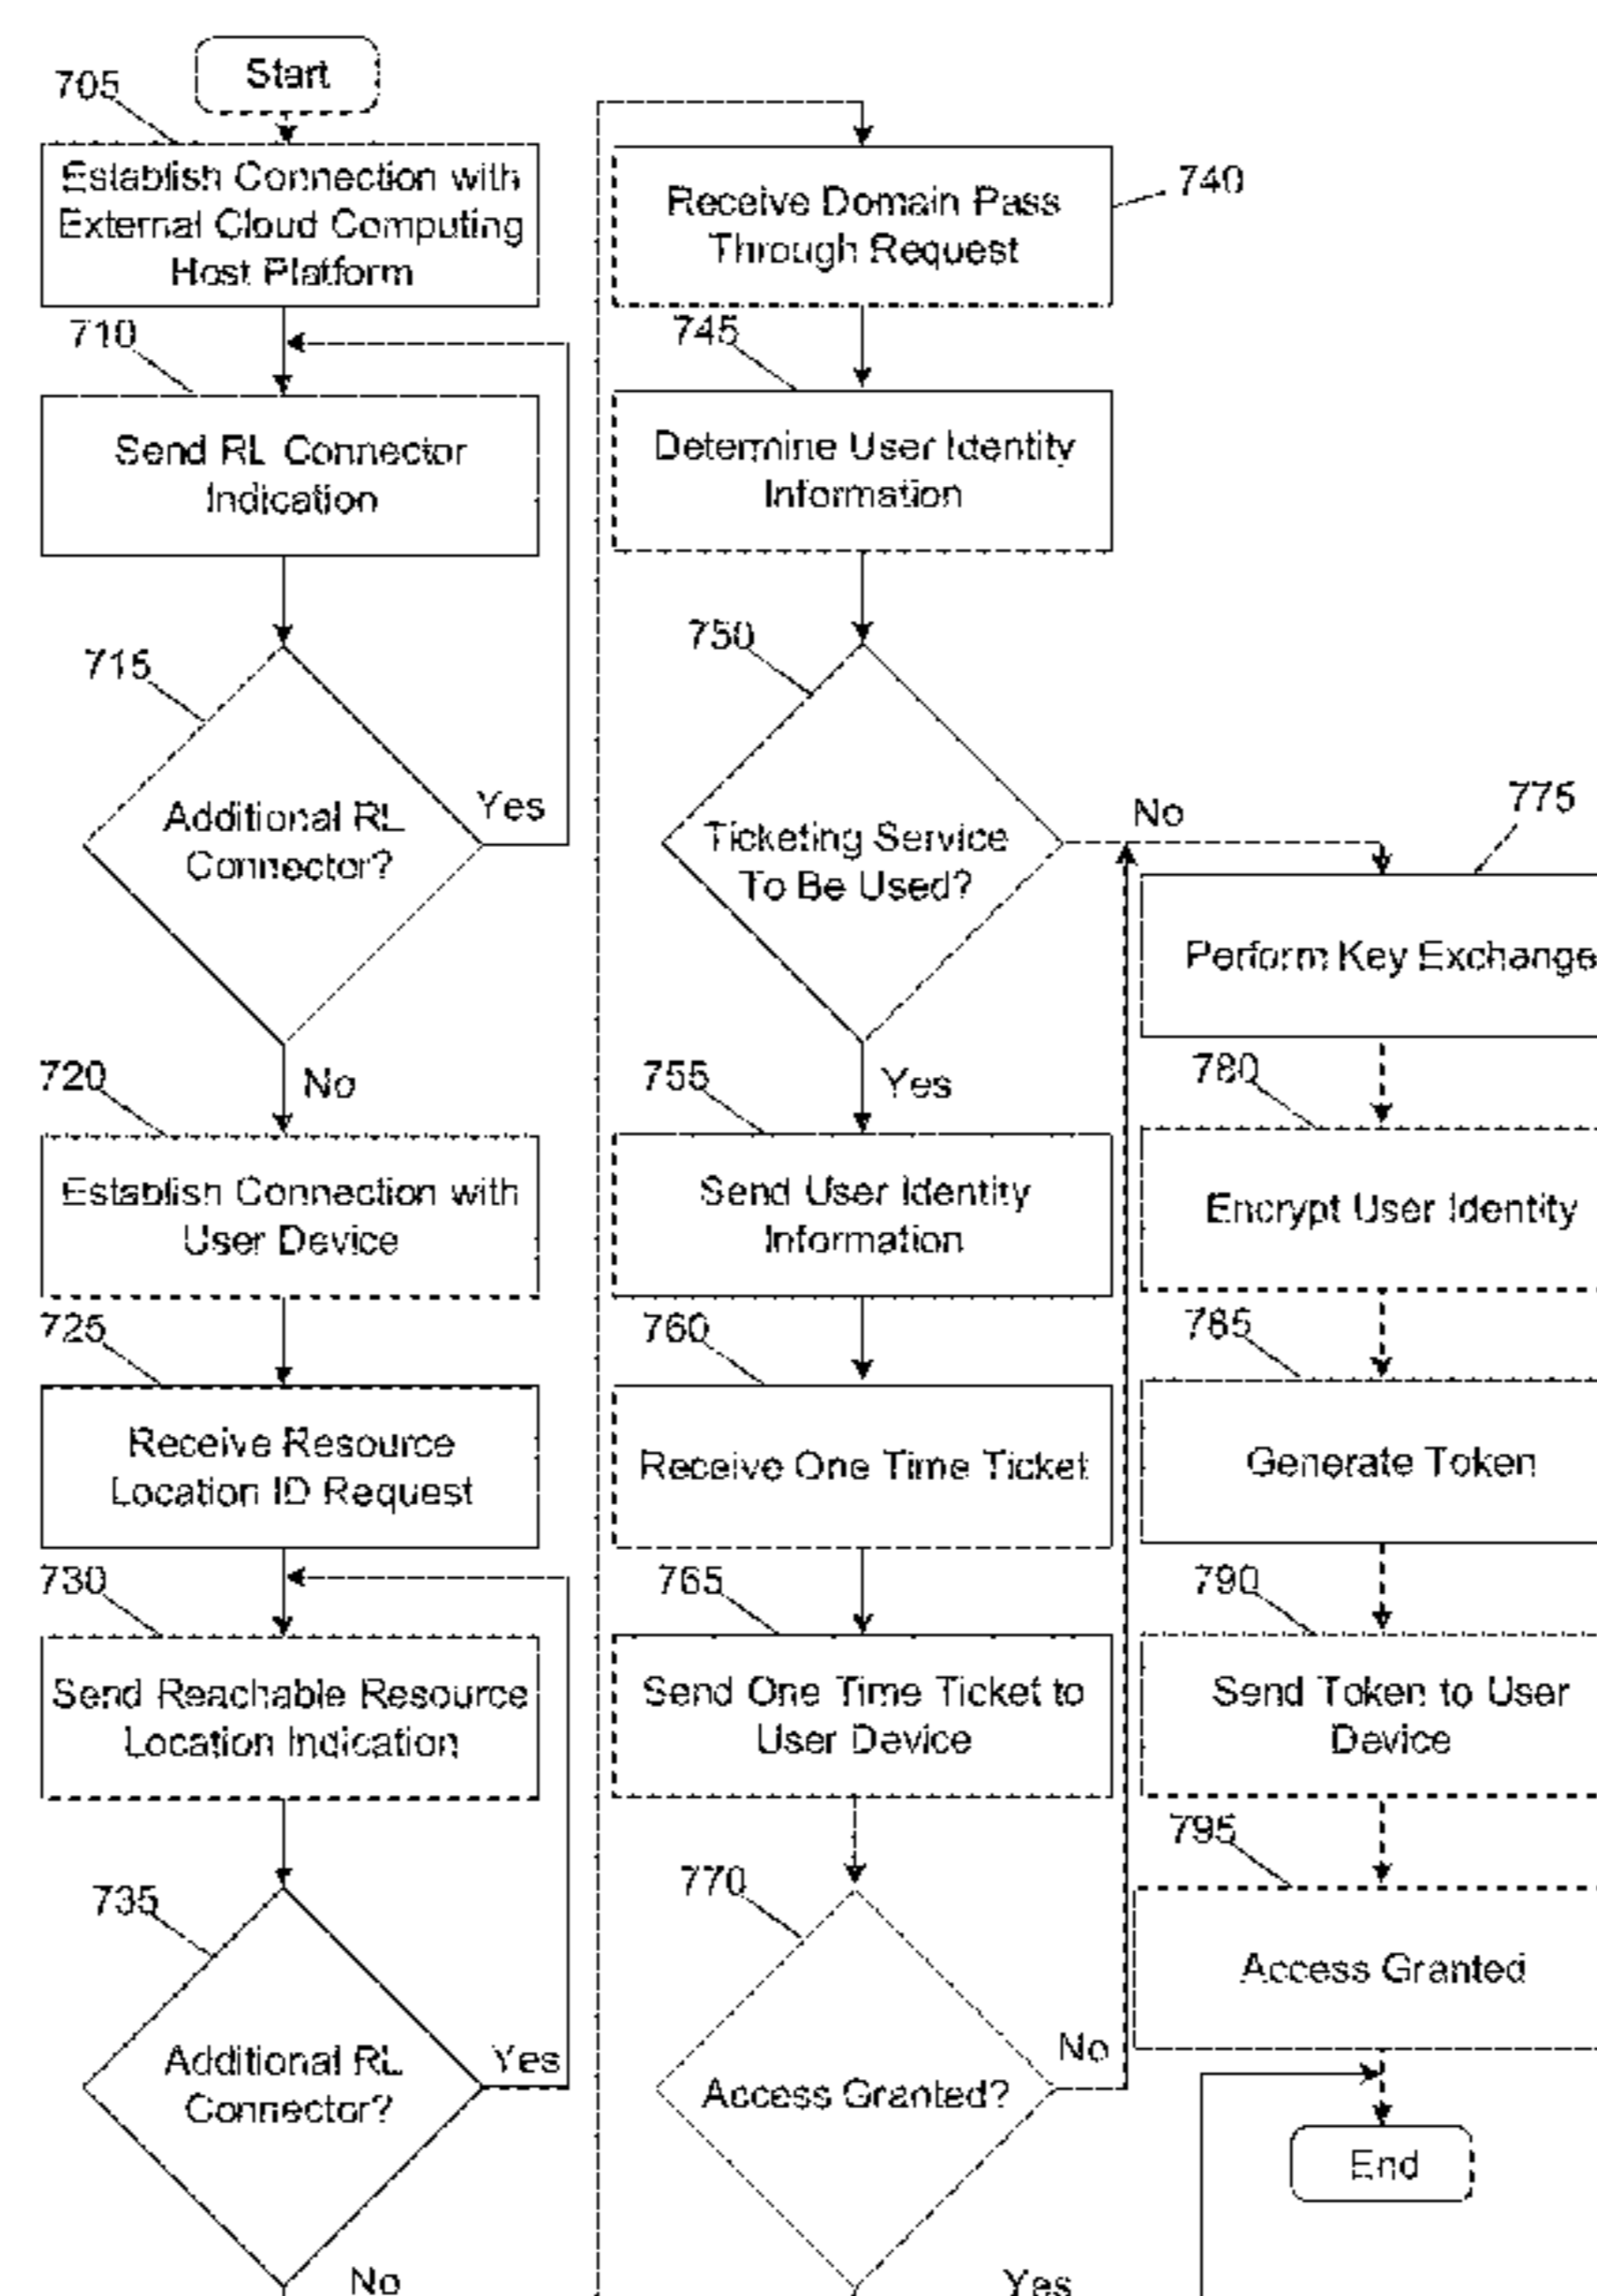 Start
705
Establish Connection with
External Cloud Computing
Host Platform
710
Send RL Connector
Indication
715
Additional RL
Connector?
Yes
No
720
Establish Connection with
User Device
725
Receive Resource
Location ID Request
730
Send Reachable Resource
Location Indication
735
Additional RL
Connector?
Yes
No
Receive Domain Pass
Through Request
740
745
Determine User Identity
Information
750
Ticketing Service
To Be Used?
No
Yes
755
Send User Identity
Information
760
Receive One Time Ticket
765
Send One Time Ticket to
User Device
770
Access Granted?
No
Yes
775
Perform Key Exchange
780
Encrypt User Identity
785
Generate Token
790
Send Token to User
Device
795
Access Granted
End